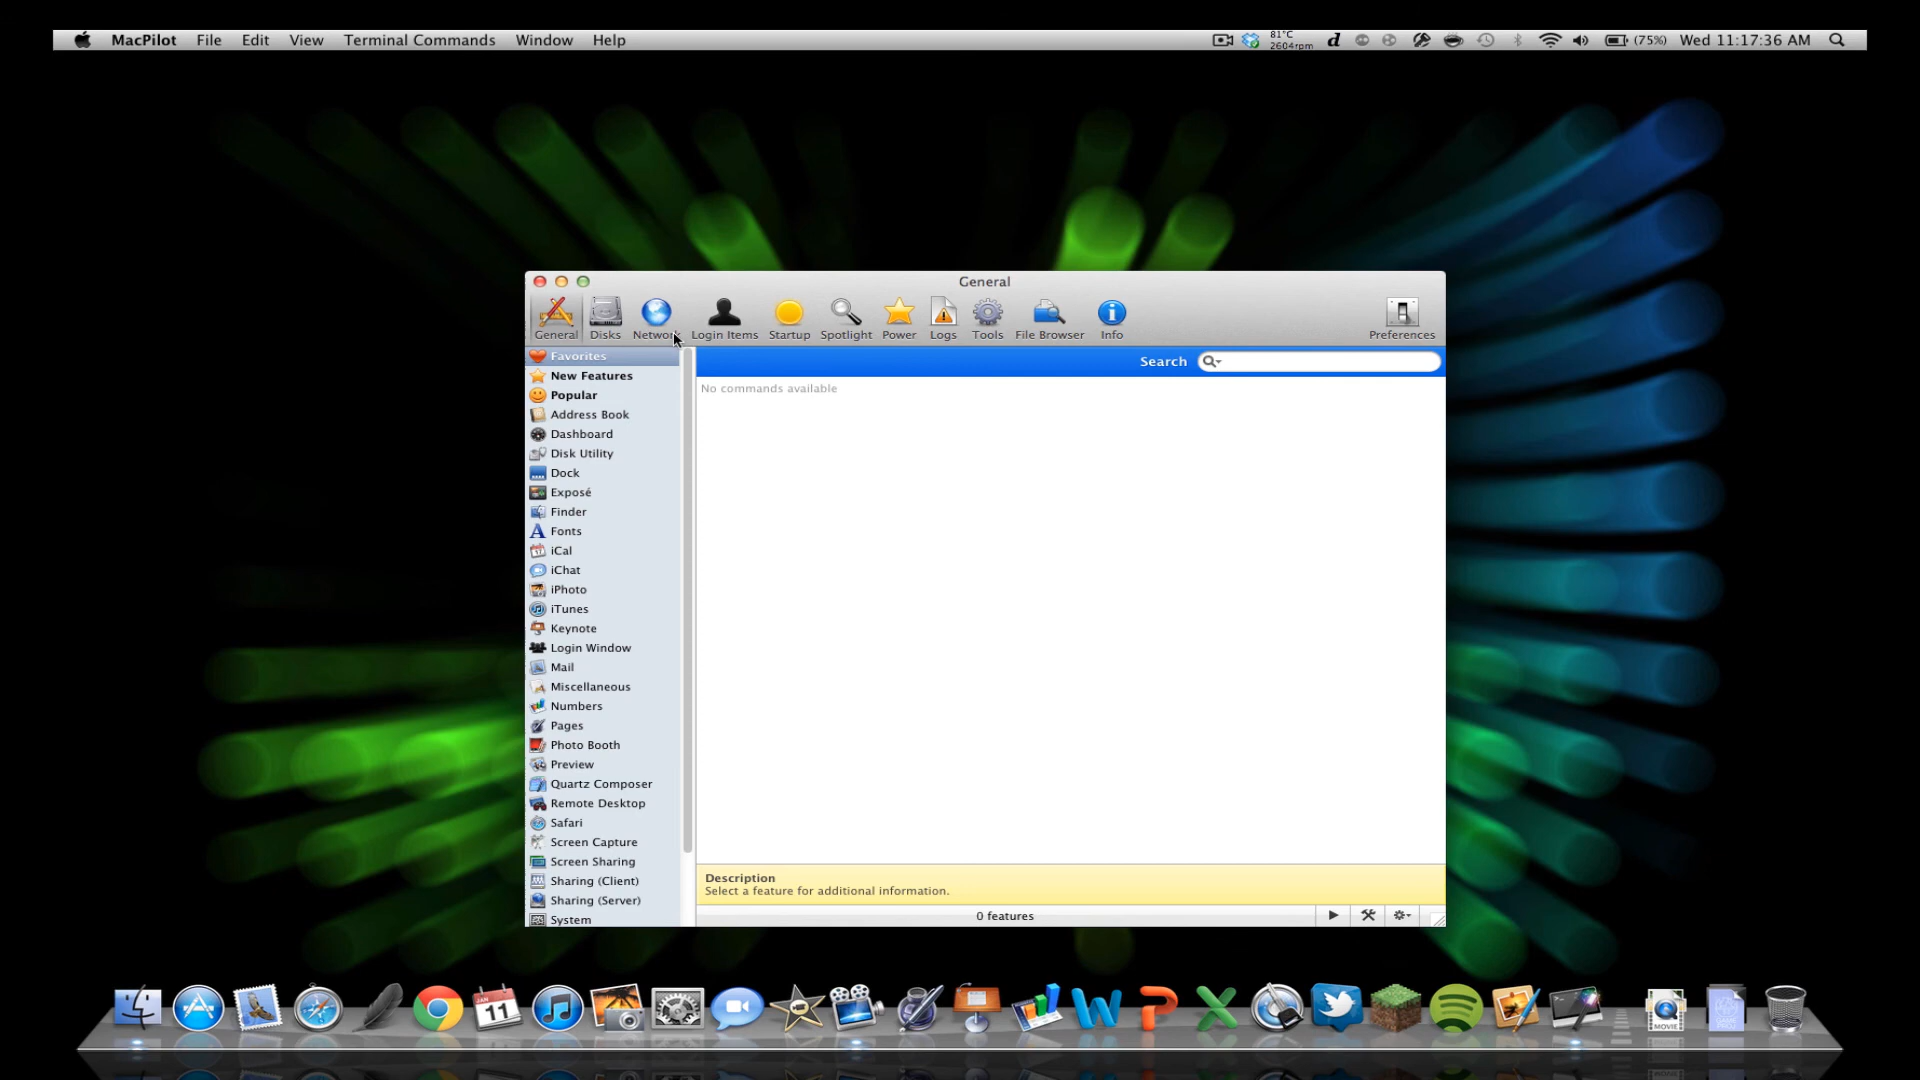 MacPilot File Edit View Terminal Commands Window Help
81°C
2604rpm
d (75%) Wed 11:17:36 AM
General
General Disks Network Login Items Startup Spotlight Power Logs Tools File Browser Info Preferences
Favorites
New Features
Popular
Address Book
Dashboard
Disk Utility
Dock
Exposé
Finder
Fonts
iCal
iChat
iPhoto
iTunes
Keynote
Login Window
Mail
Miscellaneous
Numbers
Pages
Photo Booth
Preview
Quartz Composer
Remote Desktop
Safari
Screen Capture
Screen Sharing
Sharing (Client)
Sharing (Server)
System
Search
No commands available
Description
Select a feature for additional information.
0 features
JAN
11
W P X
MOVIE